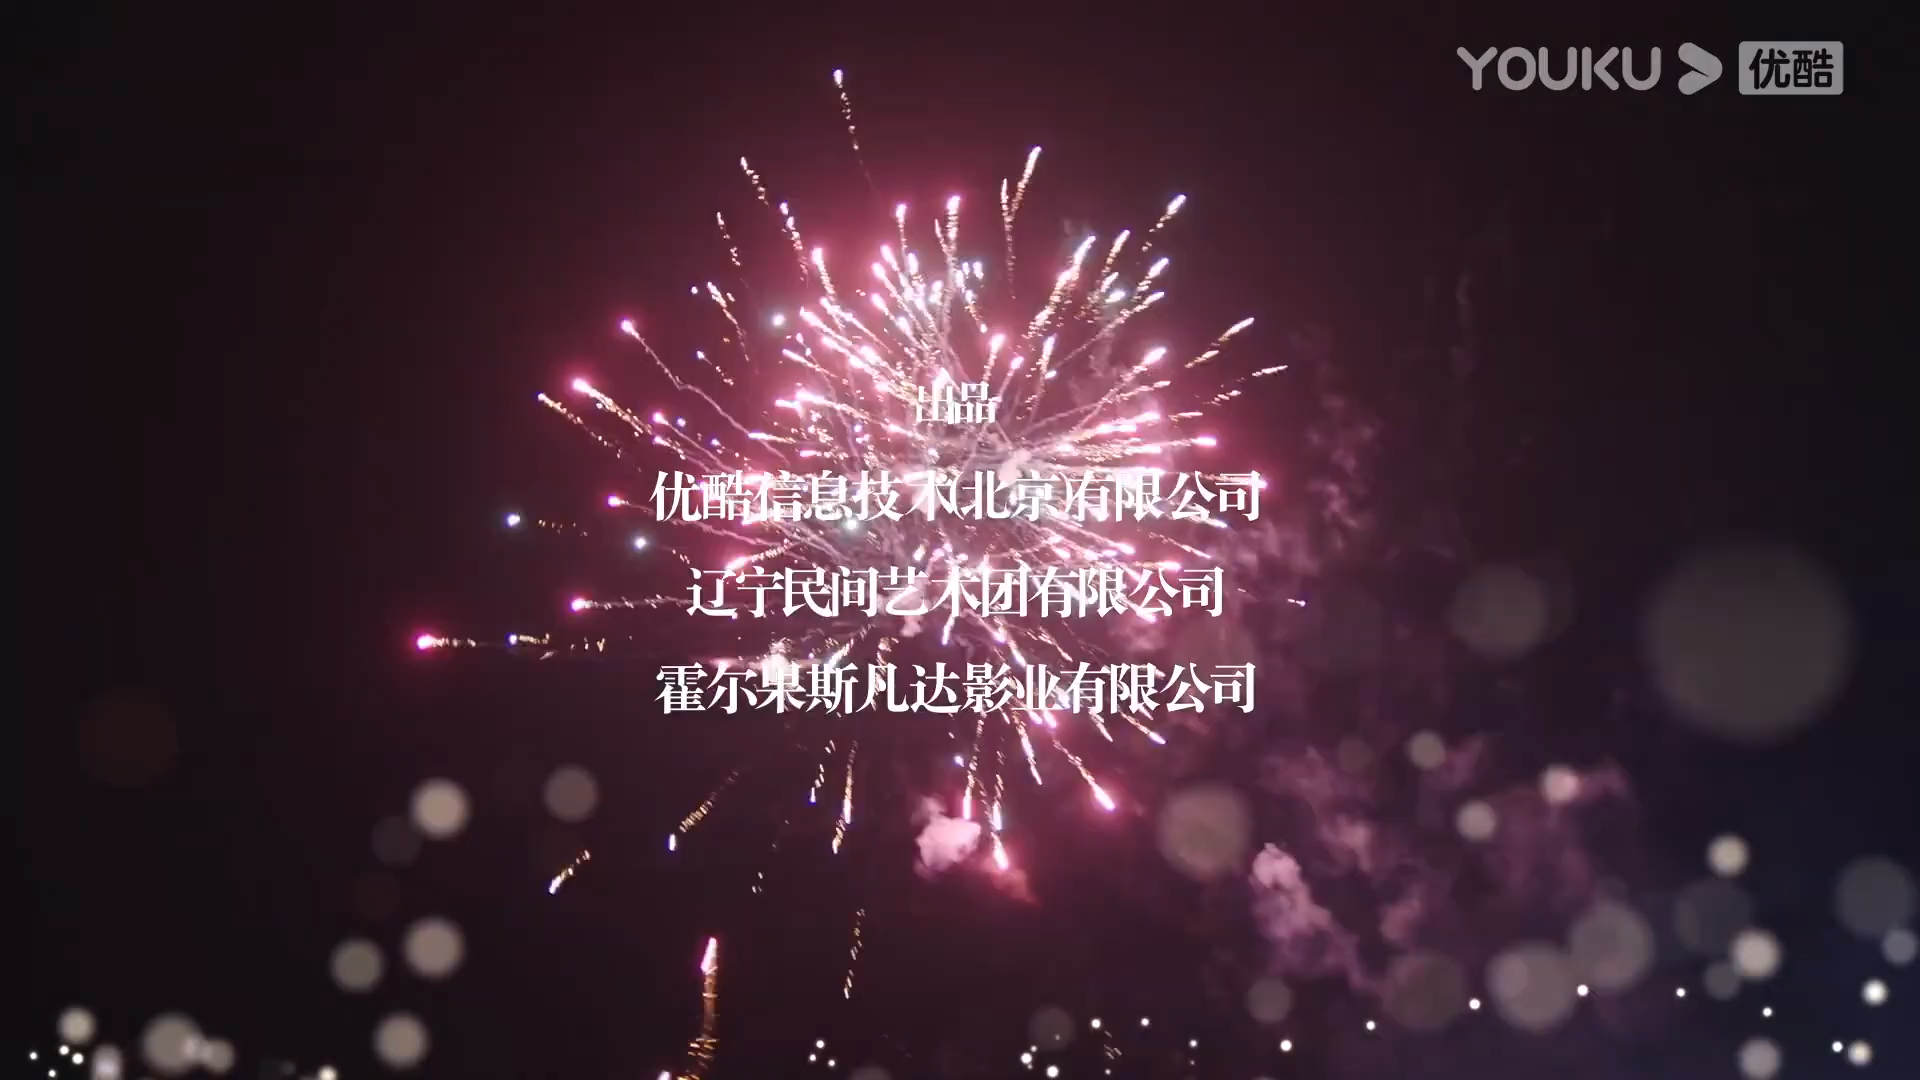 YOUKU 优酷
出品
优酷信息技术(北京)有限公司
辽宁民间艺术团有限公司
霍尔果斯凡达影业有限公司